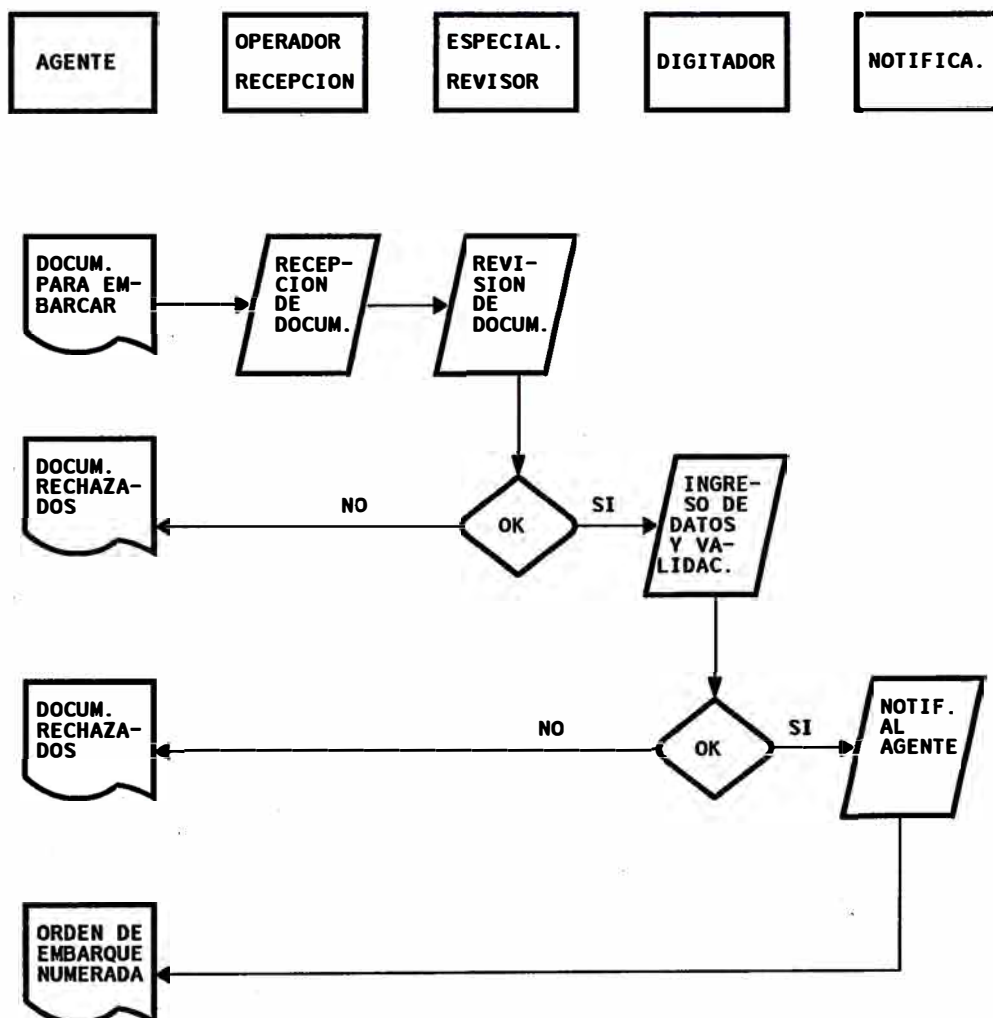 AGENTE
OPERADOR
RECEPCION
ESPECIAL.
REVISOR
DIGITADOR
NOTIFICA.
DOCUM.
PARA EM-
BARCAR
RECEP-
CION
DE
DOCUM.
REVI-
SION
DE
DOCUM.
DOCUM.
RECHAZA-
DOS
NO
OK
SI
INGRE-
SO DE
DATOS
Y VA-
LIDAC.
DOCUM.
RECHAZA-
DOS
NO
OK
SI
NOTIF.
AL
AGENTE
ORDEN DE
EMBARQUE
NUMERADA